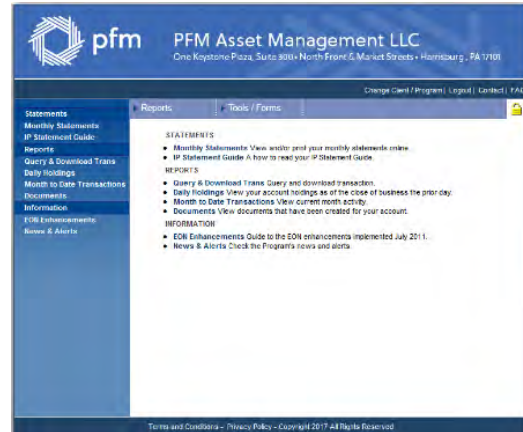 pfm
PFM Asset Management LLC
One Keystone Plaza, Suite 300 • North Front & Market Streets • Harrisburg, PA 17101
Change Client / Program | Logout | Contact | FAQ
Reports
Tools / Forms
Statements
Monthly Statements
IP Statement Guide
Reports
Query & Download Trans
Daily Holdings
Month to Date Transactions
Documents
Information
EON Enhancements
News & Alerts
STATEMENTS
• Monthly Statements View and/or print your monthly statements online.
• IP Statement Guide A how to read your IP Statement Guide.
REPORTS
• Query & Download Trans Query and download transaction.
• Daily Holdings View your account holdings as of the close of business the prior day.
• Month to Date Transactions View current month activity.
• Documents View documents that have been created for your account.
INFORMATION
• EON Enhancements Guide to the EON enhancements implemented July 2011.
• News & Alerts Check the Program's news and alerts.
Terms and Conditions - Privacy Policy - Copyright 2017 All Rights Reserved